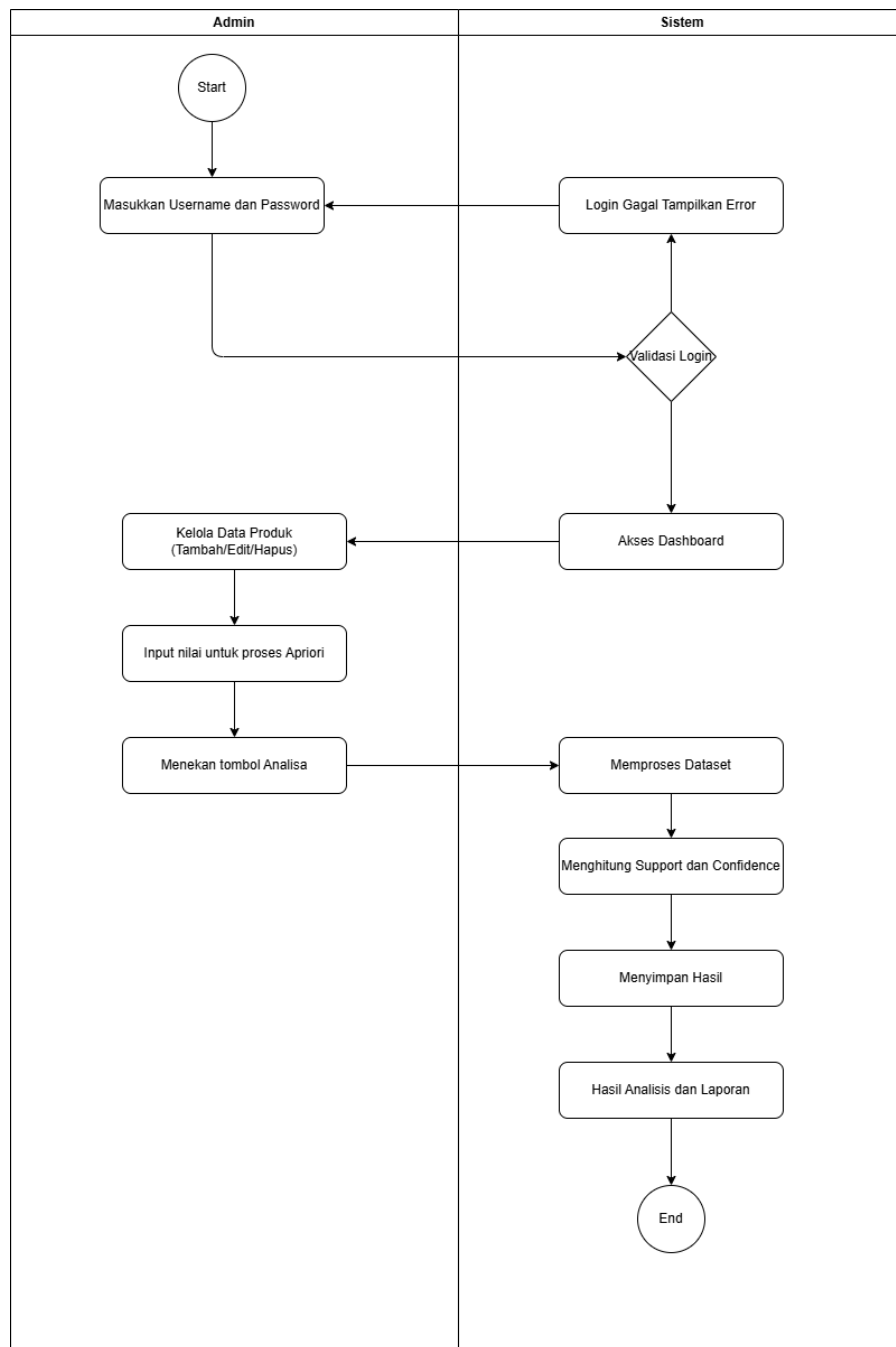 Admin
Sistem
Start
Masukkan Username dan Password
Login Gagal Tampilkan Error
Validasi Login
Kelola Data Produk
(Tambah/Edit/Hapus)
Akses Dashboard
Input nilai untuk proses Apriori
Menekan tombol Analisa
Memproses Dataset
Menghitung Support dan Confidence
Menyimpan Hasil
Hasil Analisis dan Laporan
End